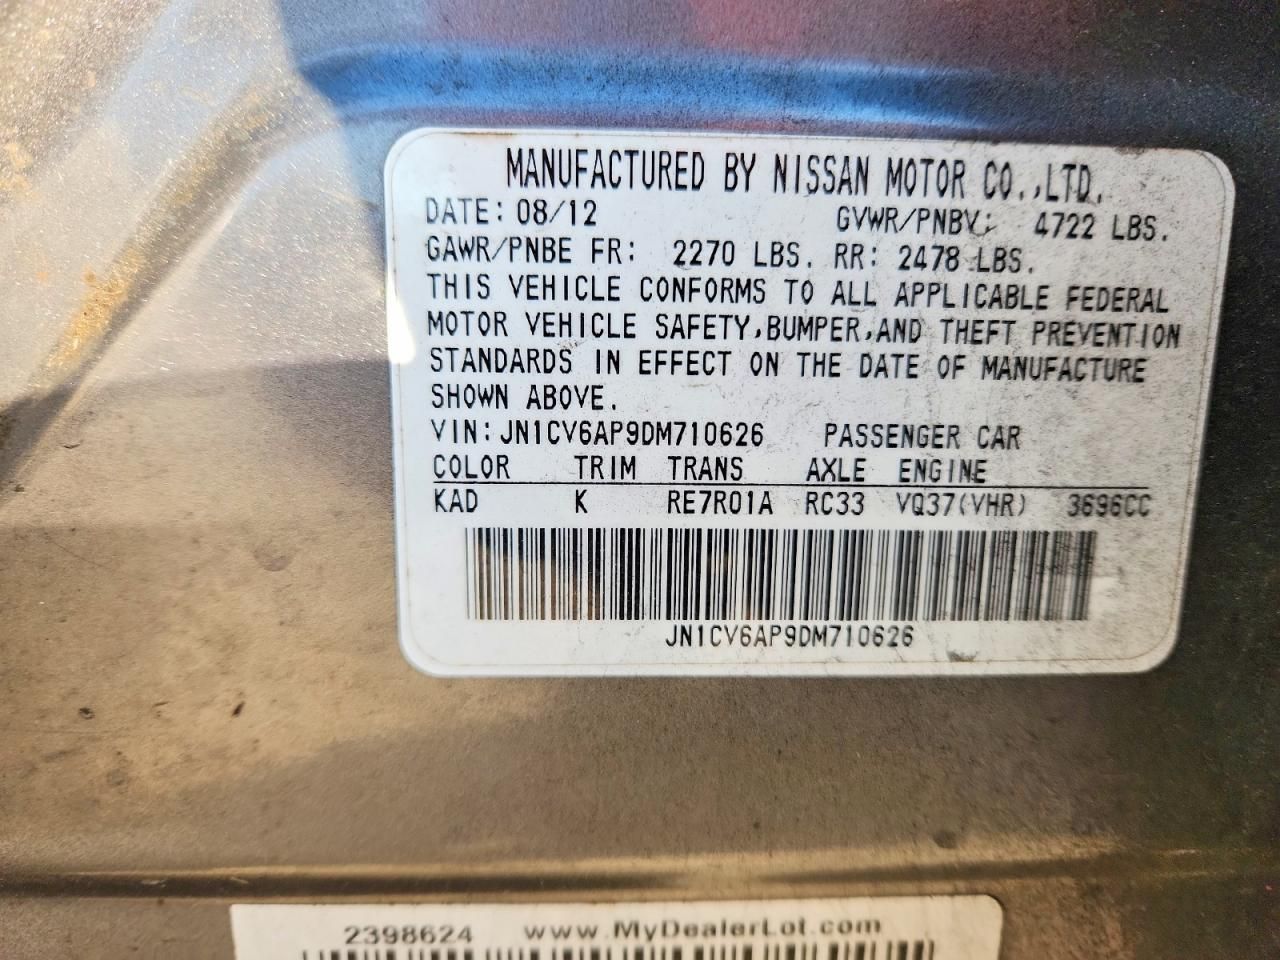 MANUFACTURED BY NISSAN MOTOR CO.,LTD.
DATE: 08/12 GVWR/PNBV: 4722 LBS.
GAWR/PNBE FR: 2270 LBS. RR: 2478 LBS.
THIS VEHICLE CONFORMS TO ALL APPLICABLE FEDERAL
MOTOR VEHICLE SAFETY,BUMPER,AND THEFT PREVENTION
STANDARDS IN EFFECT ON THE DATE OF MANUFACTURE
SHOWN ABOVE.
VIN: JN1CV6AP9DM710626 PASSENGER CAR
COLOR TRIM TRANS AXLE ENGINE
KAD K RE7R01A RC33 VQ37(VHR) 3696CC
JN1CV6AP9DM710626
2398624 www.MyDealerLot.com